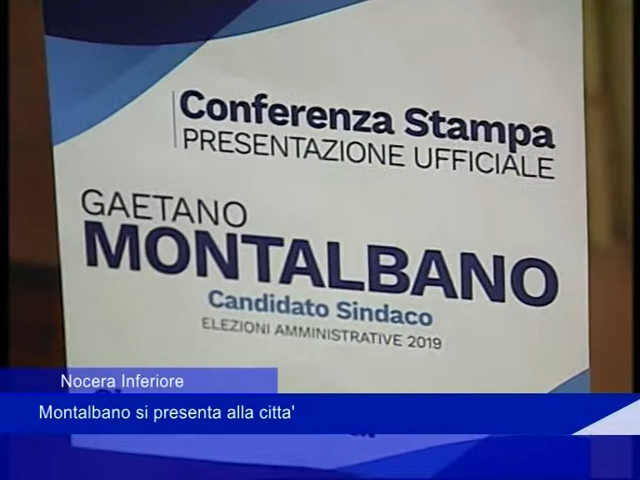 Conferenza Stampa
PRESENTAZIONE UFFICIALE
GAETANO
MONTALBANO
Candidato Sindaco
ELEZIONI AMMINISTRATIVE 2019
Nocera Inferiore
Montalbano si presenta alla citta'